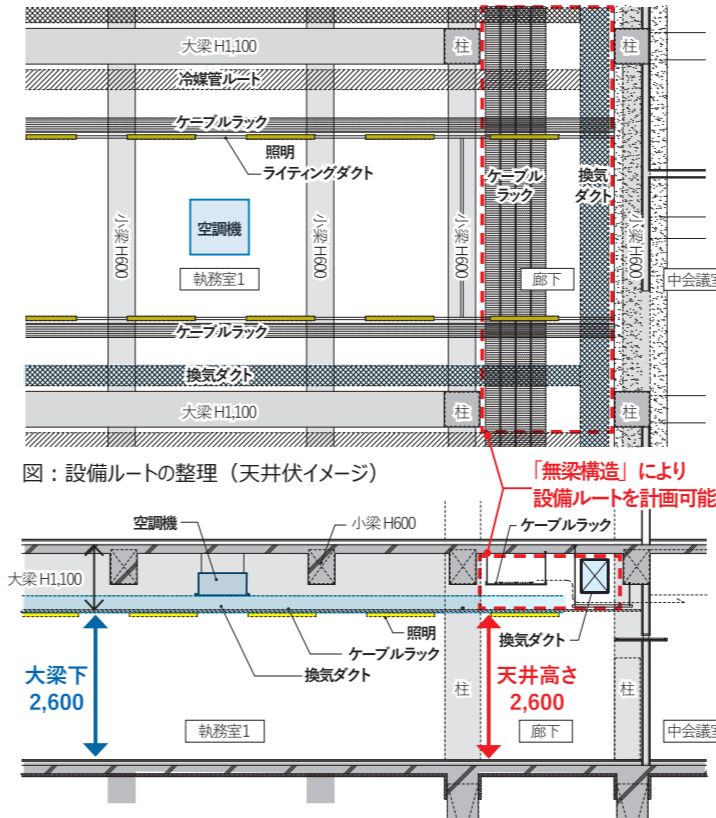 大梁 H1,100
柱
柱
冷媒管ルート
ケーブルラック
照明
ライティングダクト
ケーブル
ラック
換気
ダクト
小梁 H600
空調機
小梁 H600
小梁 H600
小梁 H600
執務室1
廊下
中会議室
ケーブルラック
換気ダクト
大梁 H1,100
柱
柱
図：設備ルートの整理（天井伏イメージ）
「無梁構造」により
設備ルートを計画可能
空調機
小梁 H600
ケーブルラック
大梁 H1,100
照明
ケーブルラック
換気ダクト
換気ダクト
大梁下
2,600
柱
天井高さ
2,600
柱
執務室1
廊下
中会議室